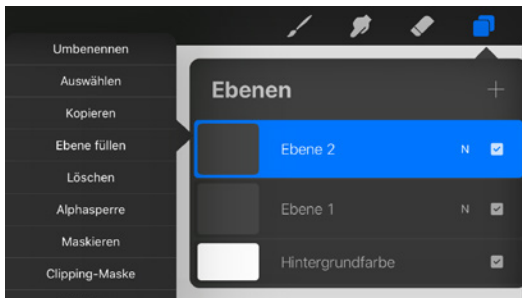 Umbenennen
Auswählen
Kopieren
Ebene füllen
Löschen
Alphasperre
Maskieren
Clipping-Maske
Ebenen
Ebene 2 N
Ebene 1 N
Hintergrundfarbe